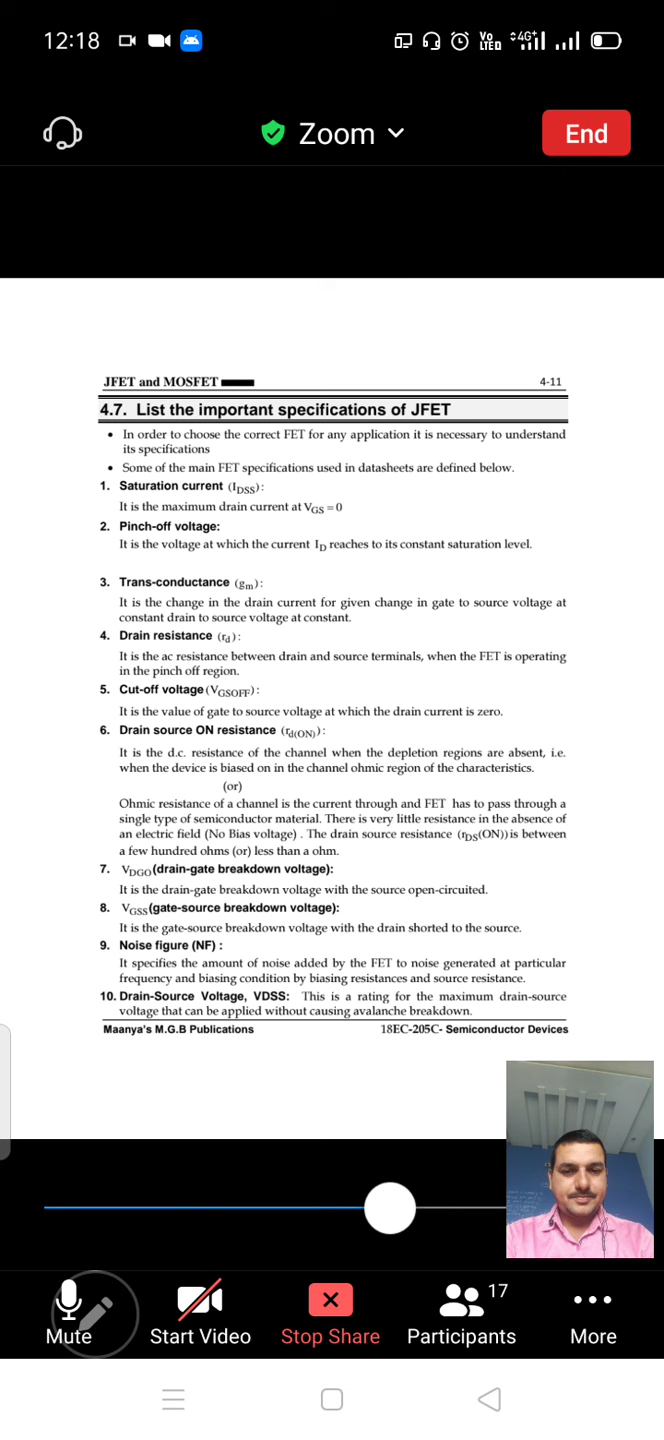 12:18
Vo LTED 4G+
Zoom
End
JFET and MOSFET
4-11
4.7. List the important specifications of JFET
• In order to choose the correct FET for any application it is necessary to understand
its specifications
• Some of the main FET specifications used in datasheets are defined below.
1. Saturation current (IDSS):
It is the maximum drain current at VGS = 0
2. Pinch-off voltage:
It is the voltage at which the current ID reaches to its constant saturation level.
3. Trans-conductance (gm):
It is the change in the drain current for given change in gate to source voltage at
constant drain to source voltage at constant.
4. Drain resistance (rd):
It is the ac resistance between drain and source terminals, when the FET is operating
in the pinch off region.
5. Cut-off voltage (VGSOFF):
It is the value of gate to source voltage at which the drain current is zero.
6. Drain source ON resistance (rd(ON)):
It is the d.c. resistance of the channel when the depletion regions are absent, i.e.
when the device is biased on in the channel ohmic region of the characteristics.
(or)
Ohmic resistance of a channel is the current through and FET has to pass through a
single type of semiconductor material. There is very little resistance in the absence of
an electric field (No Bias voltage) . The drain source resistance (rDS(ON)) is between
a few hundred ohms (or) less than a ohm.
7. VDGO(drain-gate breakdown voltage):
It is the drain-gate breakdown voltage with the source open-circuited.
8. VGSS(gate-source breakdown voltage):
It is the gate-source breakdown voltage with the drain shorted to the source.
9. Noise figure (NF) :
It specifies the amount of noise added by the FET to noise generated at particular
frequency and biasing condition by biasing resistances and source resistance.
10. Drain-Source Voltage, VDSS: This is a rating for the maximum drain-source
voltage that can be applied without causing avalanche breakdown.
Maanya's M.G.B Publications
18EC-205C- Semiconductor Devices
17
Mute
Start Video
Stop Share
Participants
More